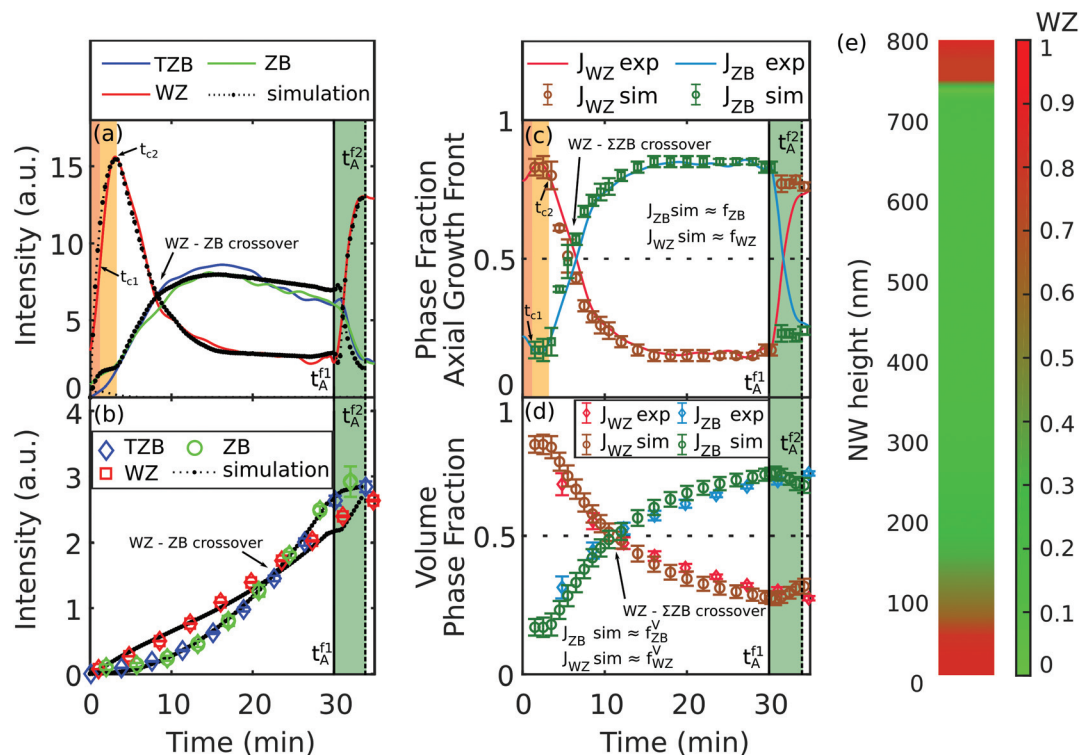 TZB ZB
WZ simulation
(a)
t_c2
t_c1
WZ - ZB crossover
t_A^f2
t_A^f1
Intensity (a.u.)
15
10
5
0
(b)
TZB ZB
WZ simulation
WZ - ZB crossover
t_A^f2
t_A^f1
Intensity (a.u.)
4
3
2
1
0
0 10 20 30
Time (min)
J_WZ exp J_ZB exp
J_WZ sim J_ZB sim
(c)
WZ - ΣZB crossover
t_A^f2
t_c2
J_ZB sim ≈ f_ZB
J_WZ sim ≈ f_WZ
t_c1
t_A^f1
Phase Fraction
Axial Growth Front
1
0.5
0
(d)
J_WZ exp J_ZB exp
J_WZ sim J_ZB sim
t_A^f2
WZ - ΣZB crossover
J_ZB sim ≈ f_ZB^V
J_WZ sim ≈ f_WZ^V
t_A^f1
Volume
Phase Fraction
1
0.5
0
0 10 20 30
Time (min)
(e)
NW height (nm)
800
700
600
500
400
300
200
100
0
WZ
1
0.9
0.8
0.7
0.6
0.5
0.4
0.3
0.2
0.1
0